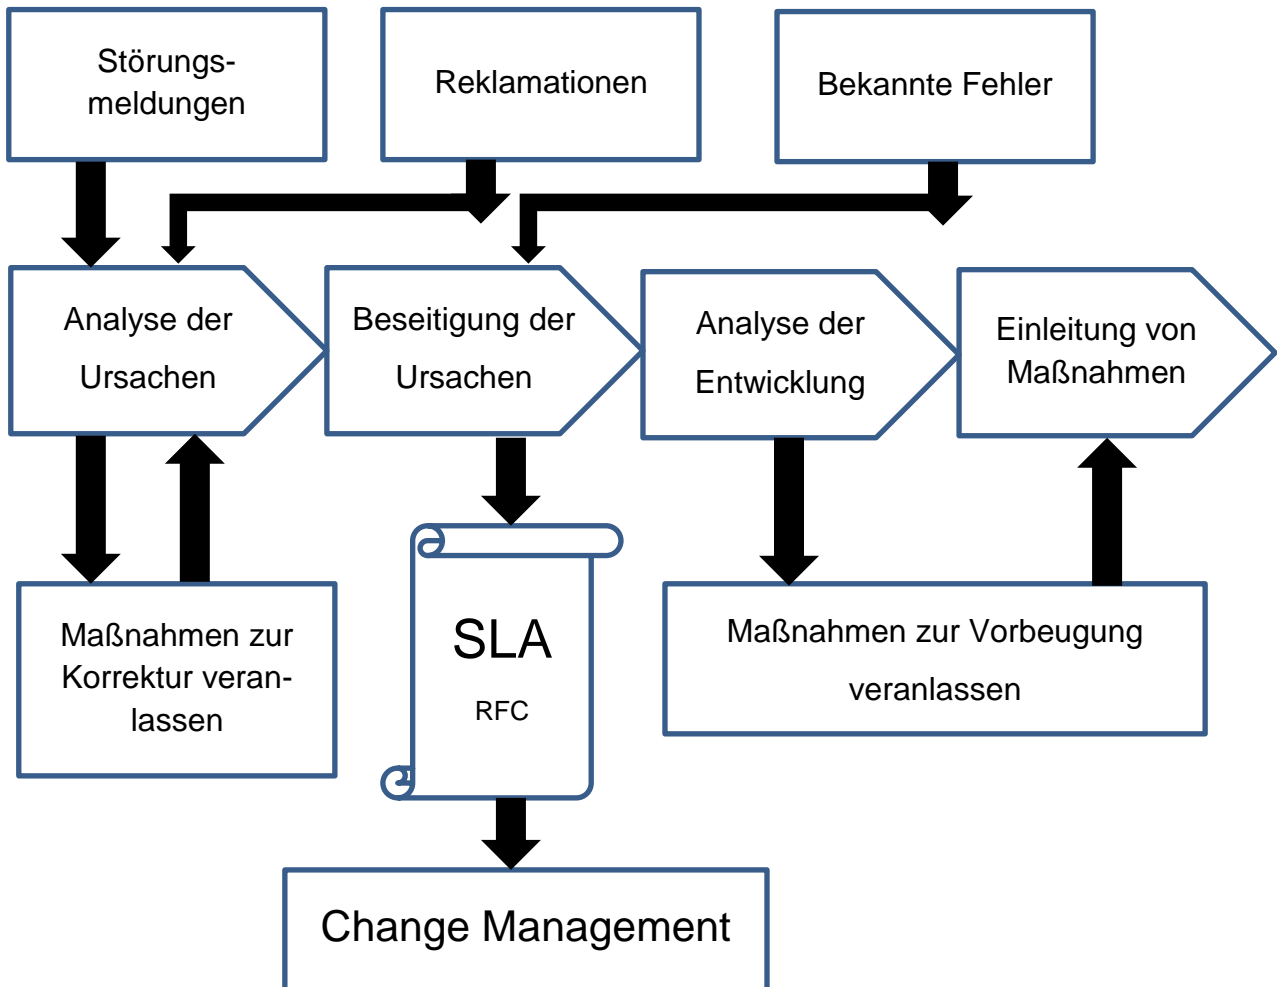 Störungs-
meldungen
Reklamationen
Bekannte Fehler
Analyse der
Ursachen
Beseitigung der
Ursachen
Analyse der
Entwicklung
Einleitung von
Maßnahmen
Maßnahmen zur
Korrektur veran-
lassen
SLA
RFC
Maßnahmen zur Vorbeugung
veranlassen
Change Management